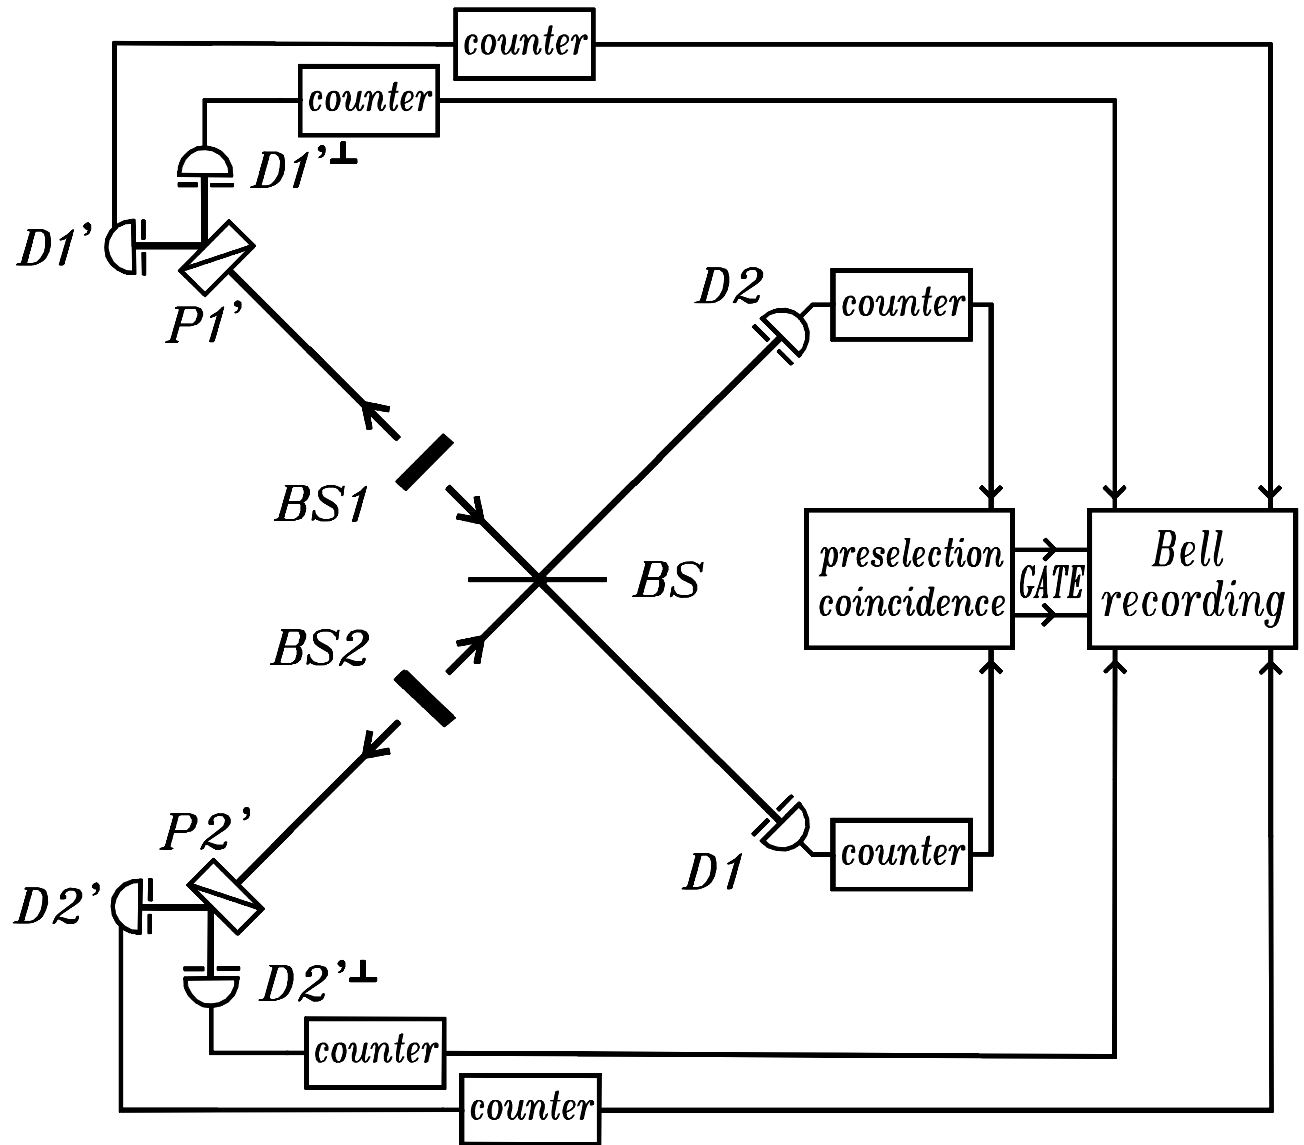 counter
counter
D1'⊥
D1'
P1'
D2
counter
BS1
BS
preselection
coincidence
GATE
Bell
recording
BS2
P2'
D1
counter
D2'
D2'⊥
counter
counter